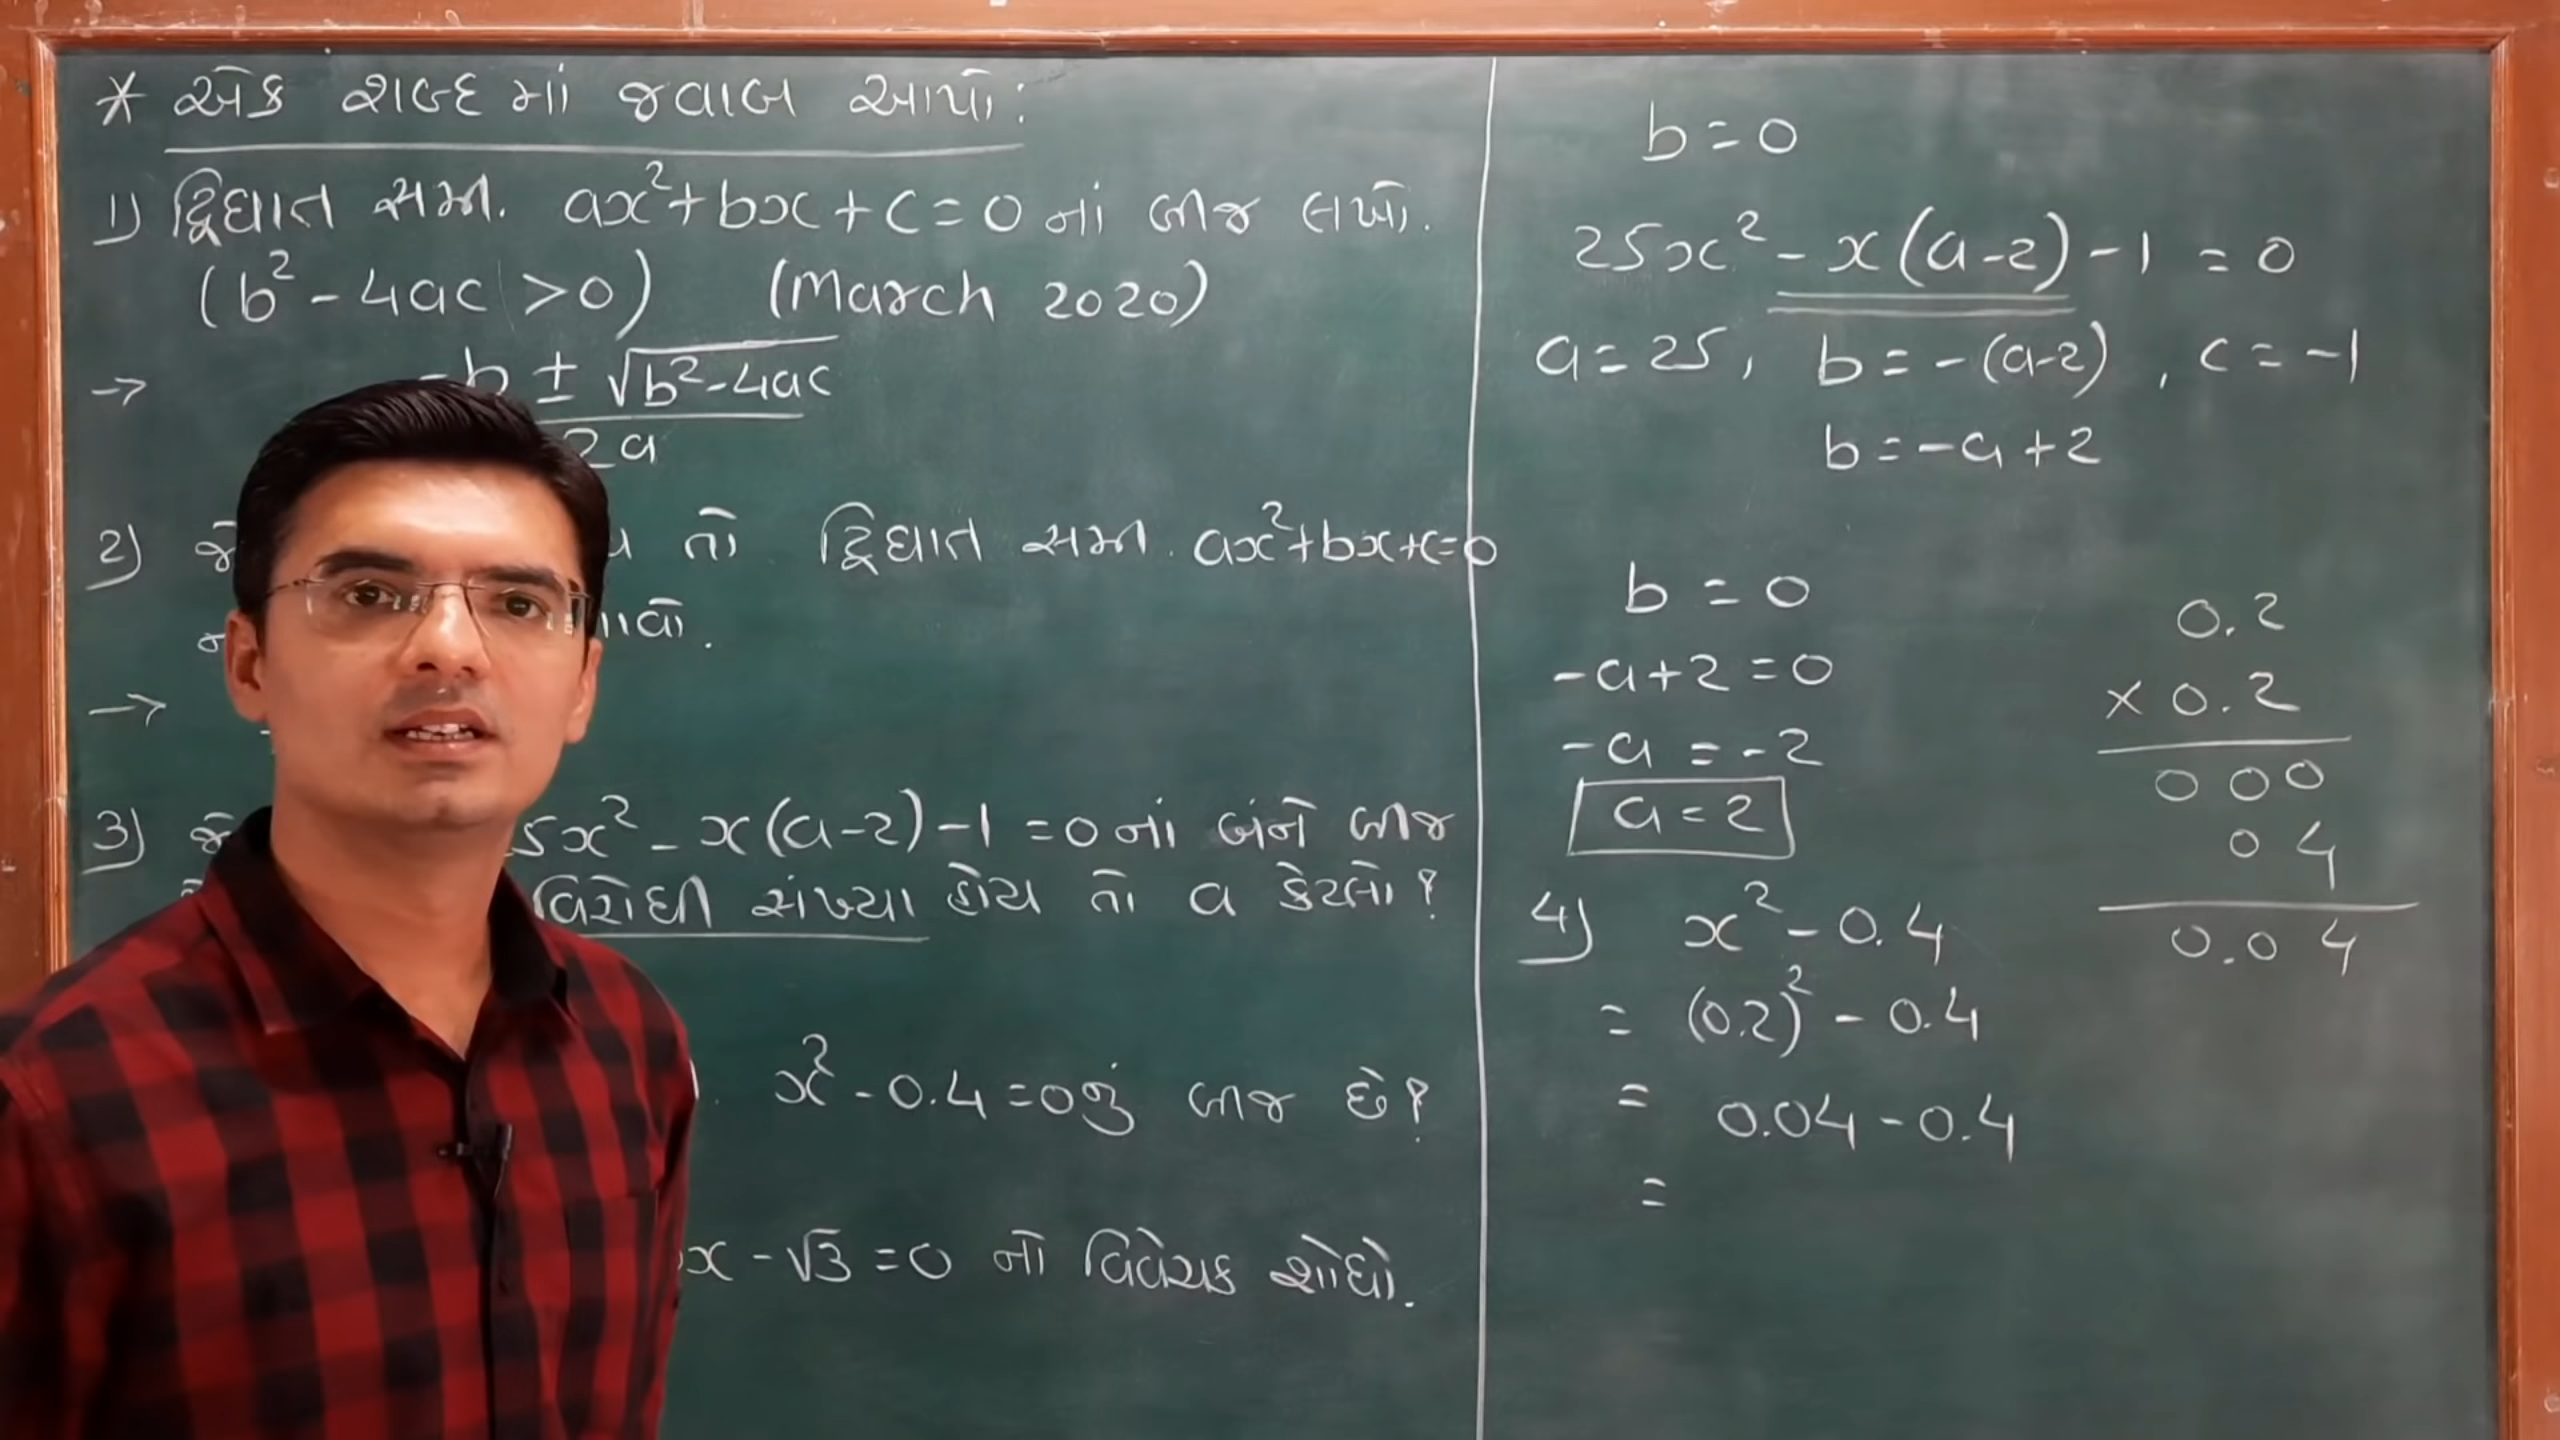 * એક શબ્દમાં જવાબ આપો:
1) દ્વિઘાત સમી. ax²+bx+c=0 નાં બીજ લખો.
(b²-4ac>0) (March 2020)
→ -b ± √b²-4ac
2a
2) જે તો દ્વિઘાત સમી. ax²+bx+c=0
→
3) 5x²-x(a-2)-1=0 નાં બંને બીજ
વિરોધી સંખ્યા હોય તો a કેટલો?
x²-0.4=0 નું બીજ છે?
x-√3=0 નો વિવેચક શોધો.
b=0
25x²-x(a-2)-1=0
a=25, b=-(a-2), c=-1
b=-a+2
b=0
-a+2=0
-a=-2
a=2
0.2
×0.2
000
04
0.04
4) x²-0.4
= (0.2)²-0.4
= 0.04-0.4
=